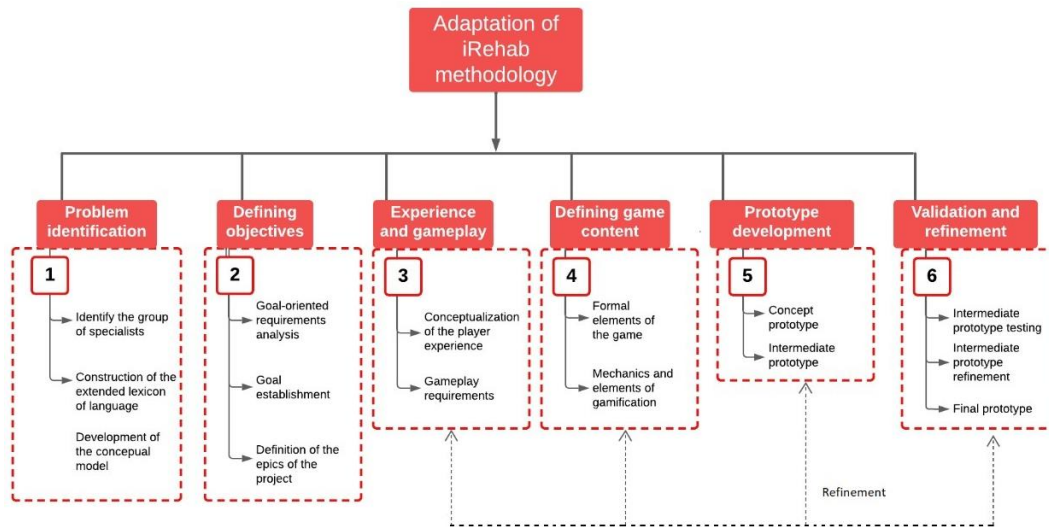 Adaptation of
iRehab
methodology
Problem
identification
1
Identify the group
of specialists
Construction of the
extended lexicon of
language
Development of
the concepual
model
Defining
objectives
2
Goal-oriented
requirements
analysis
Goal
establishment
Definition of the
epics of the
project
Experience
and gameplay
3
Conceptualization
of the player
experience
Gameplay
requirements
Defining game
content
4
Formal
elements of
the game
Mechanics and
elements of
gamification
Prototype
development
5
Concept
prototype
Intermediate
prototype
Validation and
refinement
6
Intermediate
prototype testing
Intermediate
prototype
refinement
Final prototype
Refinement